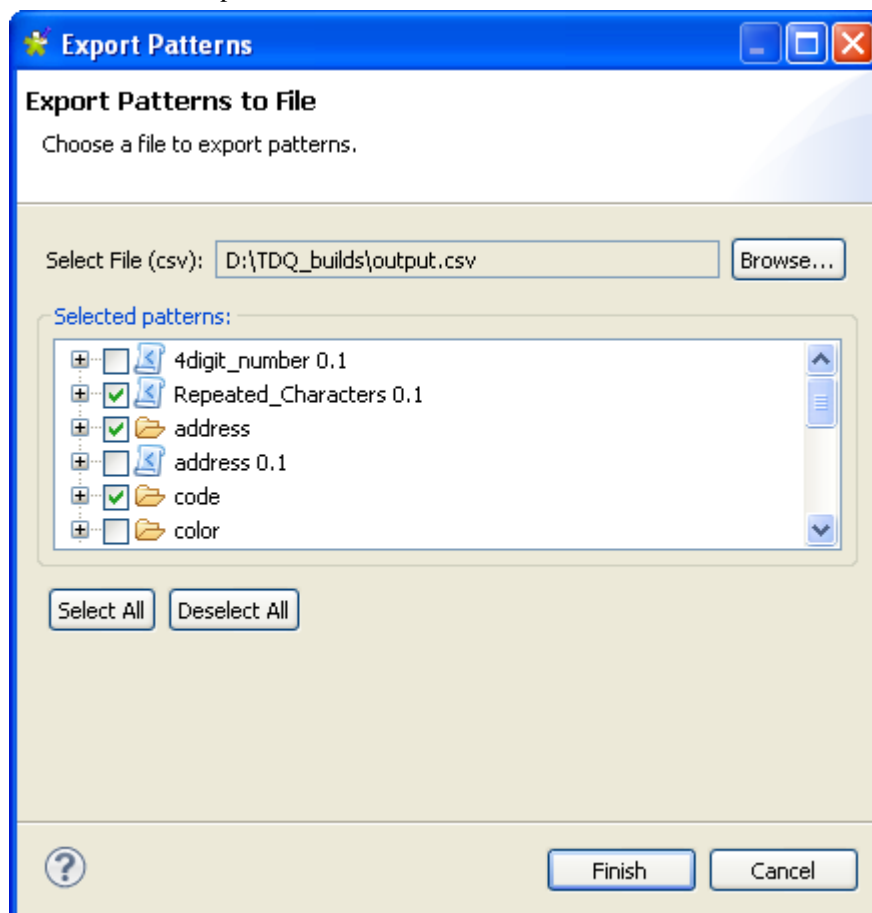 Export Patterns
Export Patterns to File
Choose a file to export patterns.
Select File (csv): D:\TDQ_builds\output.csv Browse...
Selected patterns:
4digit_number 0.1
Repeated_Characters 0.1
address
address 0.1
code
color
Select All Deselect All
? Finish Cancel